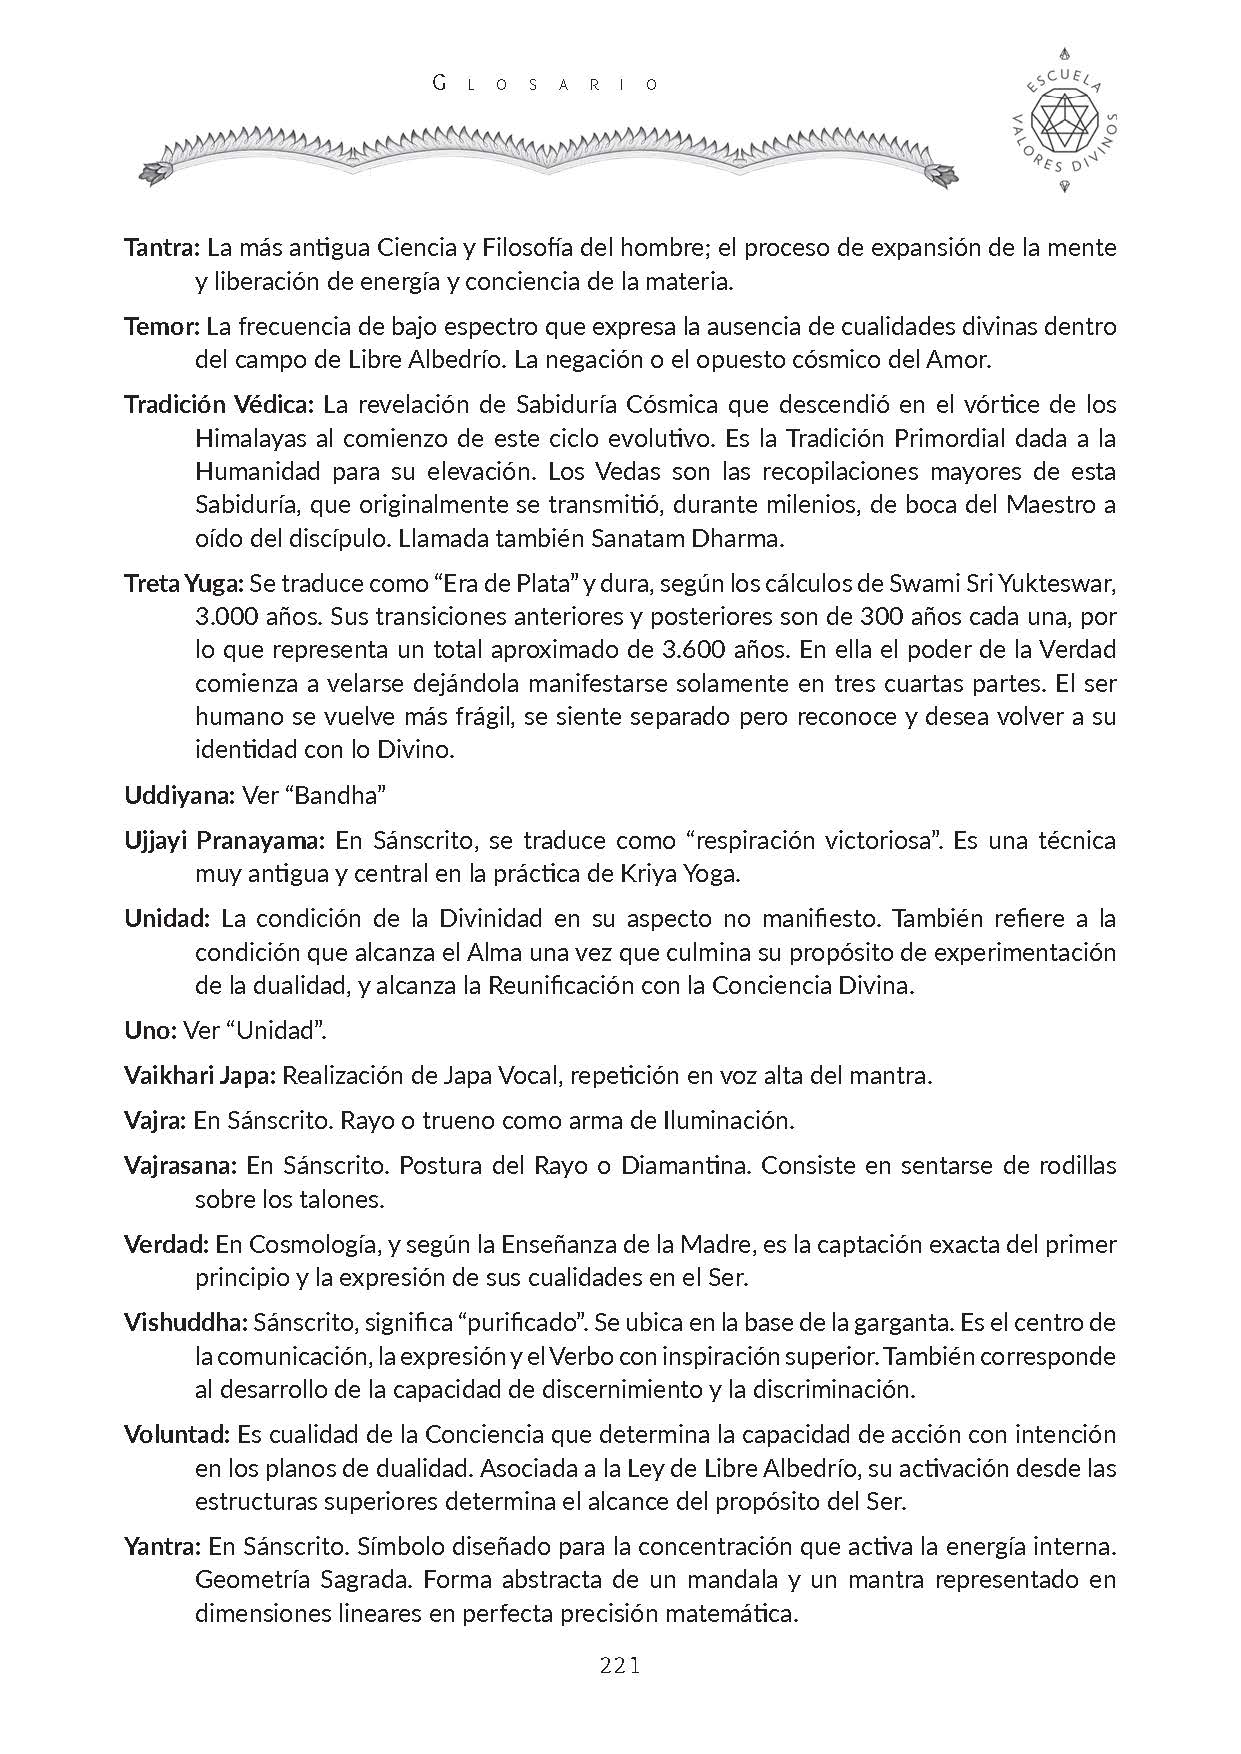 Glosario
ESCUELA
VALORES DIVINOS
Tantra: La más antigua Ciencia y Filosofía del hombre; el proceso de expansión de la mente
y liberación de energía y conciencia de la materia.
Temor: La frecuencia de bajo espectro que expresa la ausencia de cualidades divinas dentro
del campo de Libre Albedrío. La negación o el opuesto cósmico del Amor.
Tradición Védica: La revelación de Sabiduría Cósmica que descendió en el vórtice de los
Himalayas al comienzo de este ciclo evolutivo. Es la Tradición Primordial dada a la
Humanidad para su elevación. Los Vedas son las recopilaciones mayores de esta
Sabiduría, que originalmente se transmitió, durante milenios, de boca del Maestro a
oído del discípulo. Llamada también Sanatam Dharma.
Treta Yuga: Se traduce como “Era de Plata” y dura, según los cálculos de Swami Sri Yukteswar,
3.000 años. Sus transiciones anteriores y posteriores son de 300 años cada una, por
lo que representa un total aproximado de 3.600 años. En ella el poder de la Verdad
comienza a velarse dejándola manifestarse solamente en tres cuartas partes. El ser
humano se vuelve más frágil, se siente separado pero reconoce y desea volver a su
identidad con lo Divino.
Uddiyana: Ver “Bandha”
Ujjayi Pranayama: En Sánscrito, se traduce como “respiración victoriosa”. Es una técnica
muy antigua y central en la práctica de Kriya Yoga.
Unidad: La condición de la Divinidad en su aspecto no manifiesto. También refiere a la
condición que alcanza el Alma una vez que culmina su propósito de experimentación
de la dualidad, y alcanza la Reunificación con la Conciencia Divina.
Uno: Ver “Unidad”.
Vaikhari Japa: Realización de Japa Vocal, repetición en voz alta del mantra.
Vajra: En Sánscrito. Rayo o trueno como arma de Iluminación.
Vajrasana: En Sánscrito. Postura del Rayo o Diamantina. Consiste en sentarse de rodillas
sobre los talones.
Verdad: En Cosmología, y según la Enseñanza de la Madre, es la captación exacta del primer
principio y la expresión de sus cualidades en el Ser.
Vishuddha: Sánscrito, significa “purificado”. Se ubica en la base de la garganta. Es el centro de
la comunicación, la expresión y el Verbo con inspiración superior. También corresponde
al desarrollo de la capacidad de discernimiento y la discriminación.
Voluntad: Es cualidad de la Conciencia que determina la capacidad de acción con intención
en los planos de dualidad. Asociada a la Ley de Libre Albedrío, su activación desde las
estructuras superiores determina el alcance del propósito del Ser.
Yantra: En Sánscrito. Símbolo diseñado para la concentración que activa la energía interna.
Geometría Sagrada. Forma abstracta de un mandala y un mantra representado en
dimensiones lineares en perfecta precisión matemática.
221